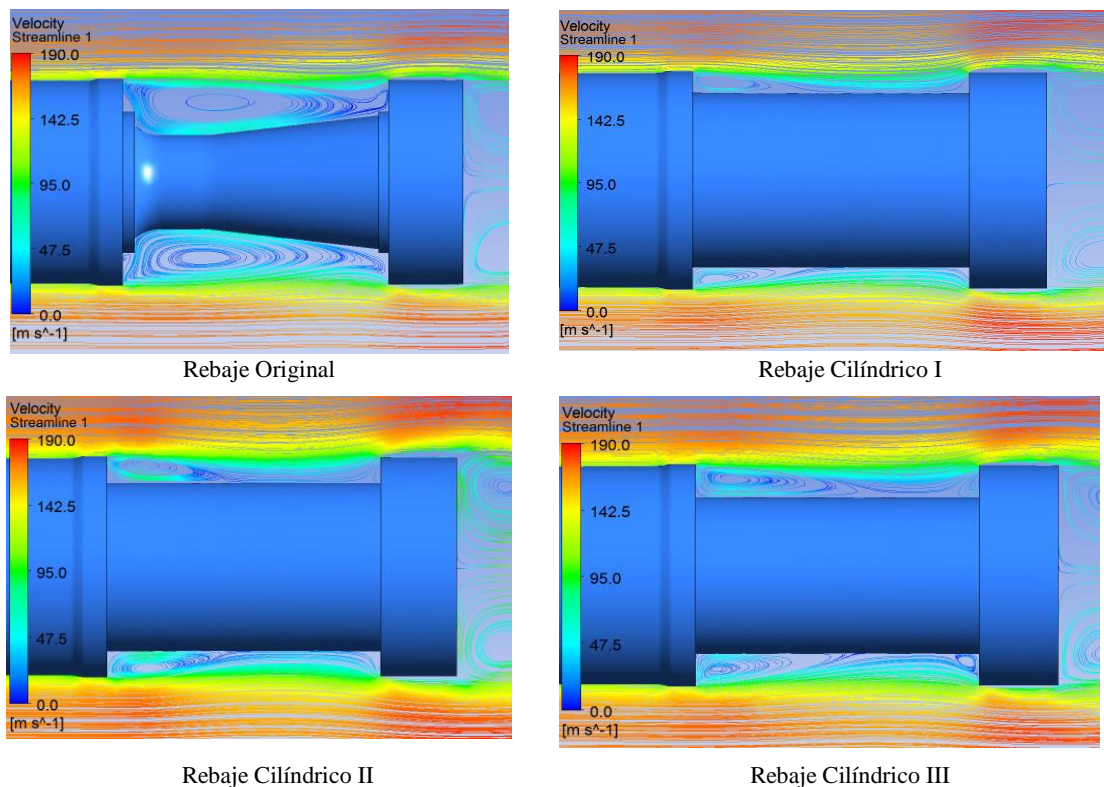 Velocity
Streamline 1
190.0
142.5
95.0
47.5
0.0
[m s^-1]
Rebaje Original
Velocity
Streamline 1
190.0
142.5
95.0
47.5
0.0
[m s^-1]
Rebaje Cilíndrico I
Velocity
Streamline 1
190.0
142.5
95.0
47.5
0.0
[m s^-1]
Rebaje Cilíndrico II
Velocity
Streamline 1
190.0
142.5
95.0
47.5
0.0
[m s^-1]
Rebaje Cilíndrico III